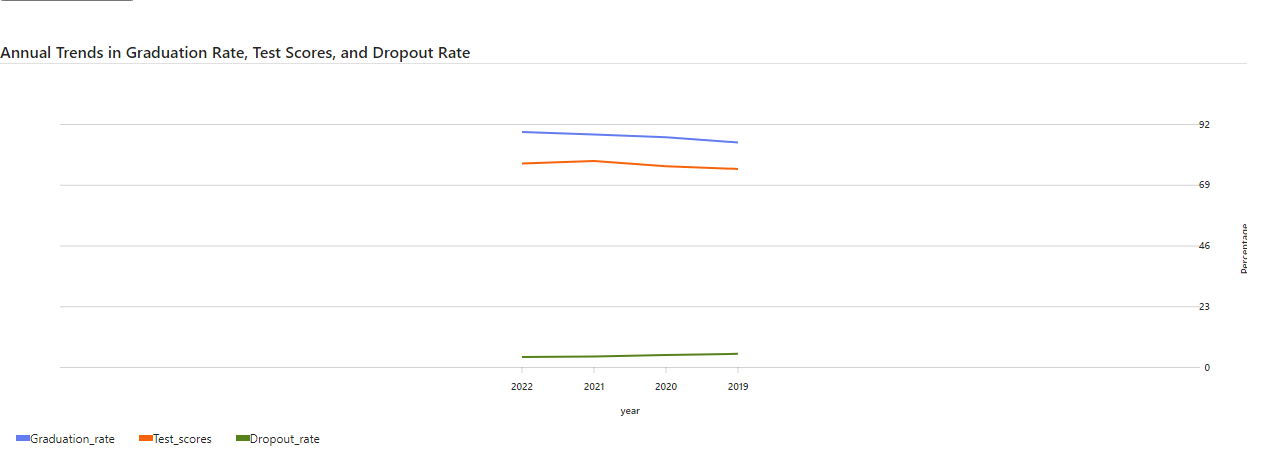 Annual Trends in Graduation Rate, Test Scores, and Dropout Rate
92
69
46
23
0
Percentage
2022 2021 2020 2019
year
Graduation_rate Test_scores Dropout_rate